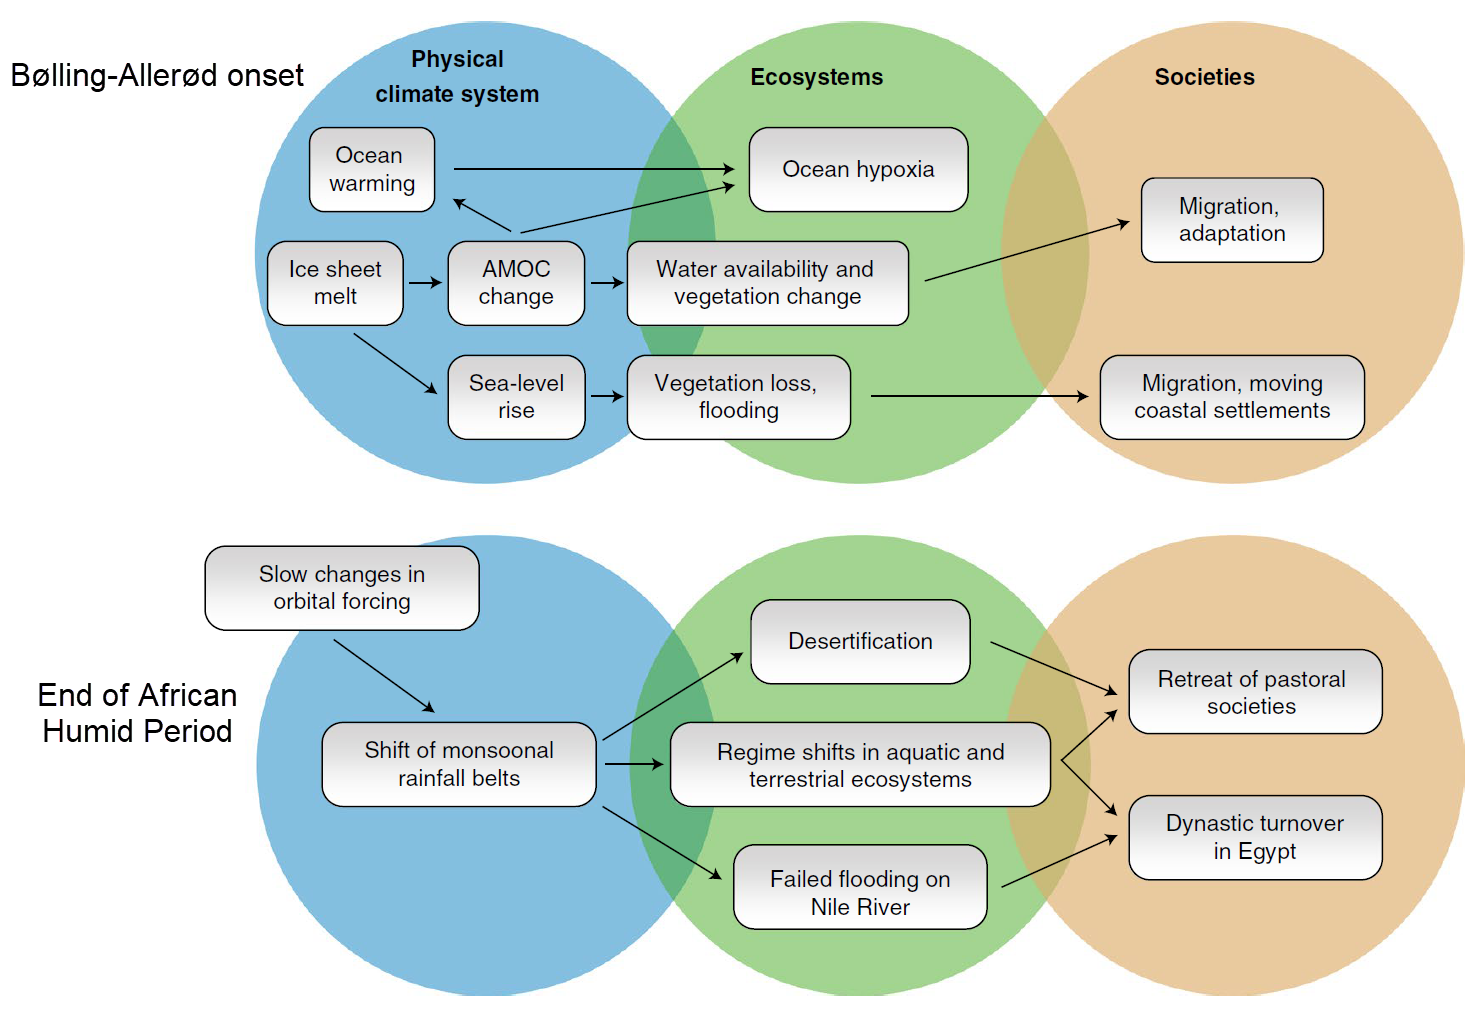 Bølling-Allerød onset
Physical
climate system
Ecosystems
Societies
Ocean
warming
Ocean hypoxia
Migration,
adaptation
Ice sheet
melt
AMOC
change
Water availability and
vegetation change
Sea-level
rise
Vegetation loss,
flooding
Migration, moving
coastal settlements
End of African
Humid Period
Slow changes in
orbital forcing
Shift of monsoonal
rainfall belts
Desertification
Regime shifts in aquatic and
terrestrial ecosystems
Failed flooding on
Nile River
Retreat of pastoral
societies
Dynastic turnover
in Egypt